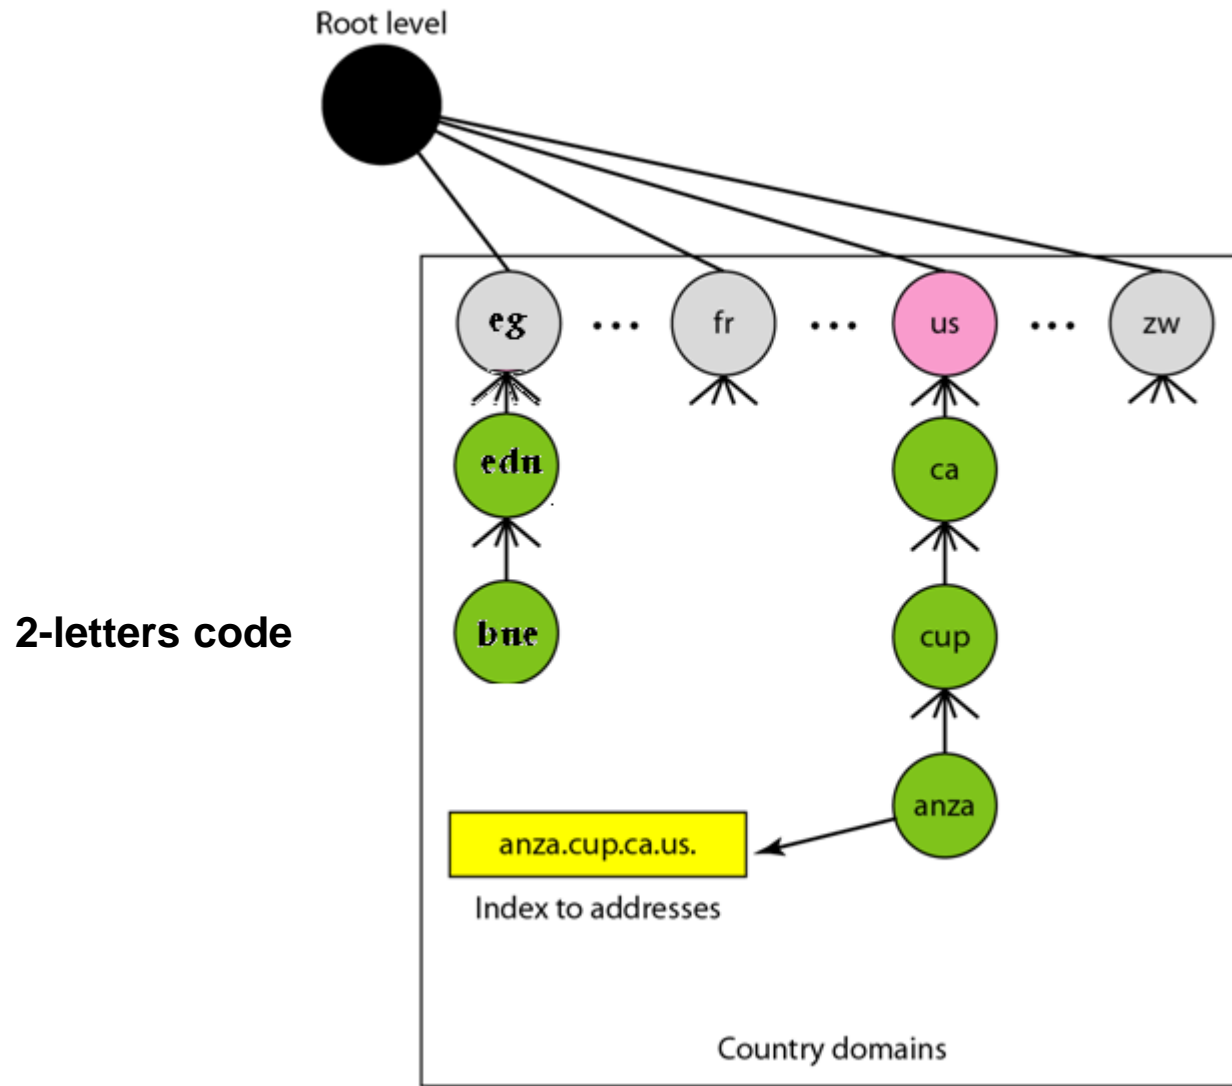 Root level
eg ... fr ... us ... zw
edu
ca
2-letters code
bue
cup
anza
anza.cup.ca.us.
Index to addresses
Country domains